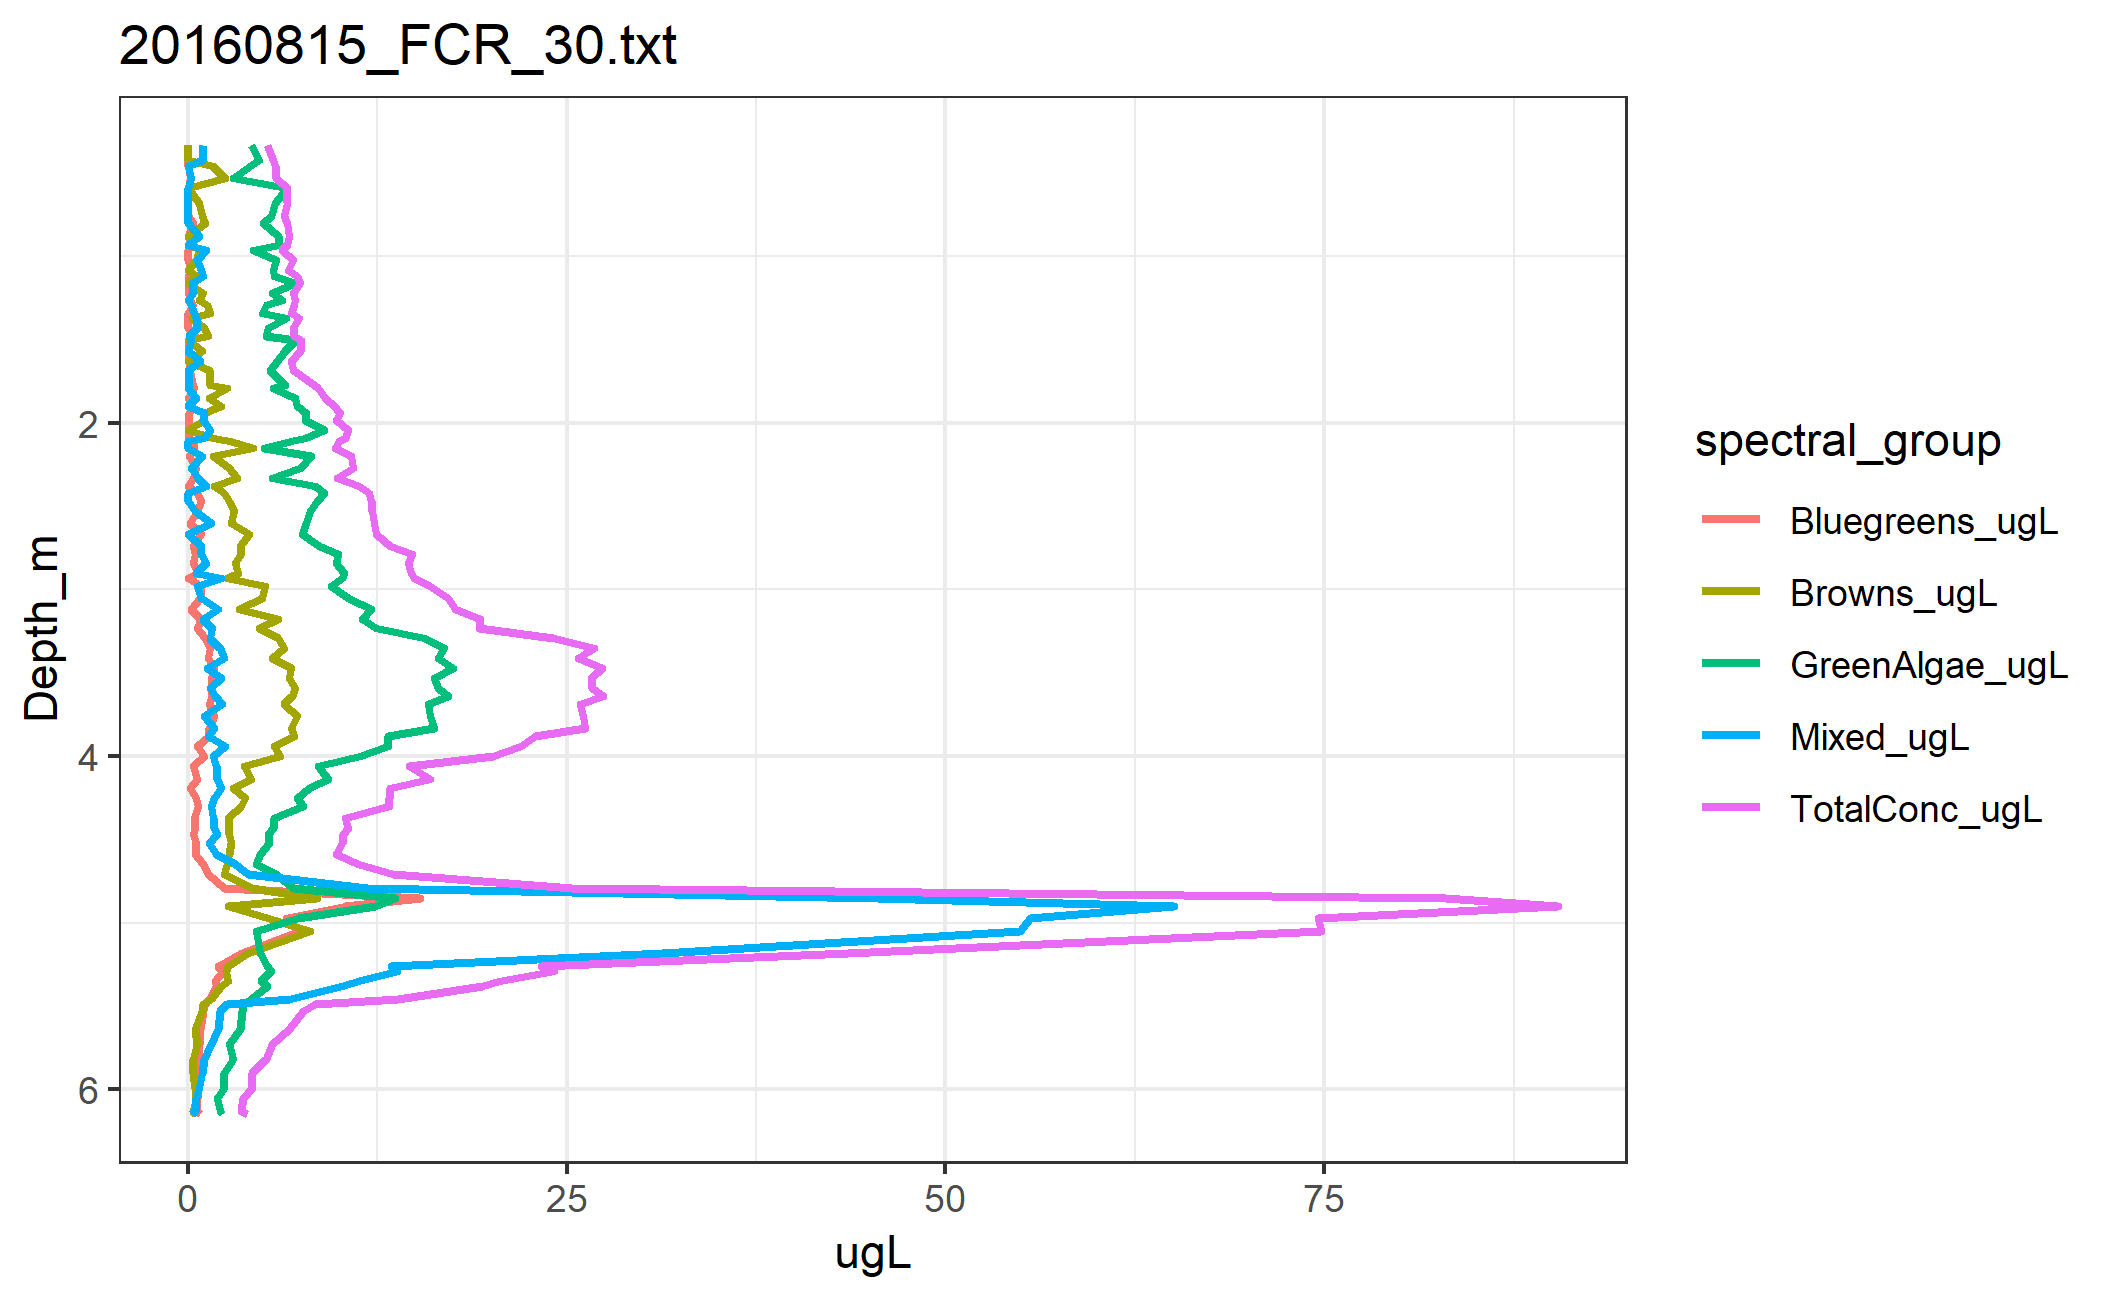 20160815_FCR_30.txt
Depth_m
2
4
6
0 25 50 75
ugL
spectral_group
Bluegreens_ugL
Browns_ugL
GreenAlgae_ugL
Mixed_ugL
TotalConc_ugL